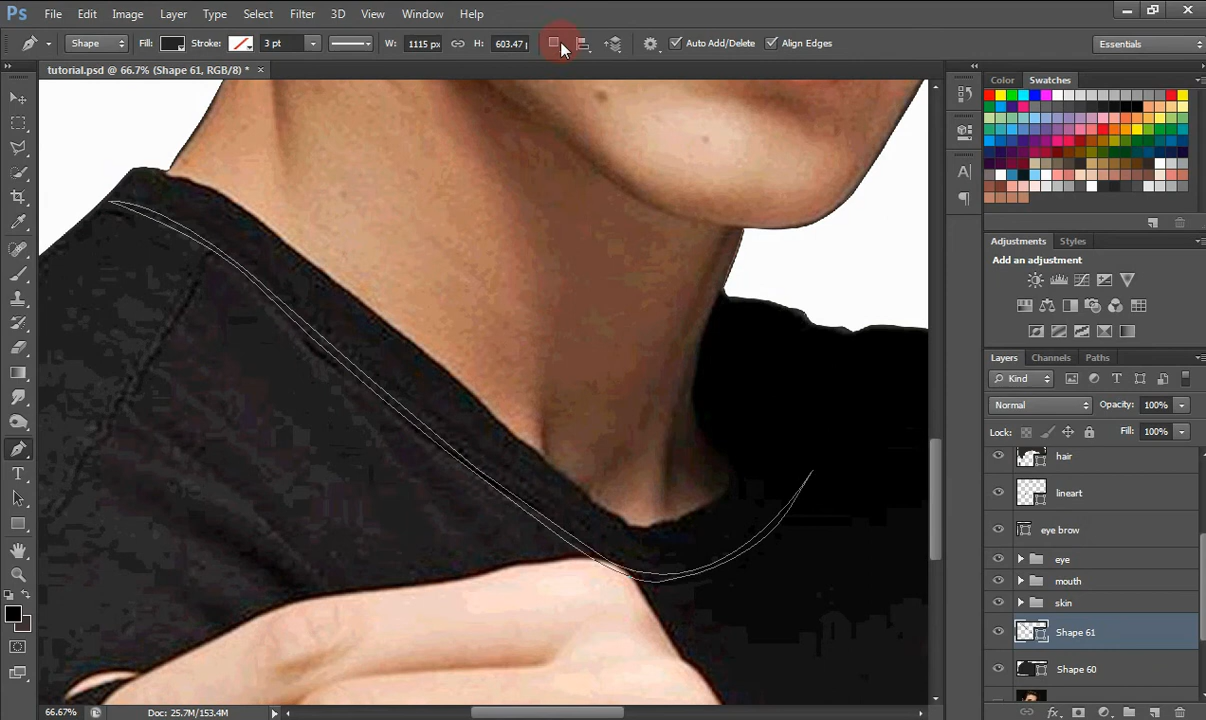 Ps File Edit Image Layer Type Select Filter 3D View Window Help
Shape Fill: Stroke: 3 pt W: 1115 px H: 603.47 Auto Add/Delete Align Edges Essentials
tutorial.psd @ 66.7% (Shape 61, RGB/8) * ×
Color Swatches
Adjustments Styles
Add an adjustment
Layers Channels Paths
Kind
Normal Opacity: 100%
Lock: Fill: 100%
hair
lineart
eye brow
eye
mouth
skin
Shape 61
Shape 60
66.67% Doc: 25.7M/153.4M